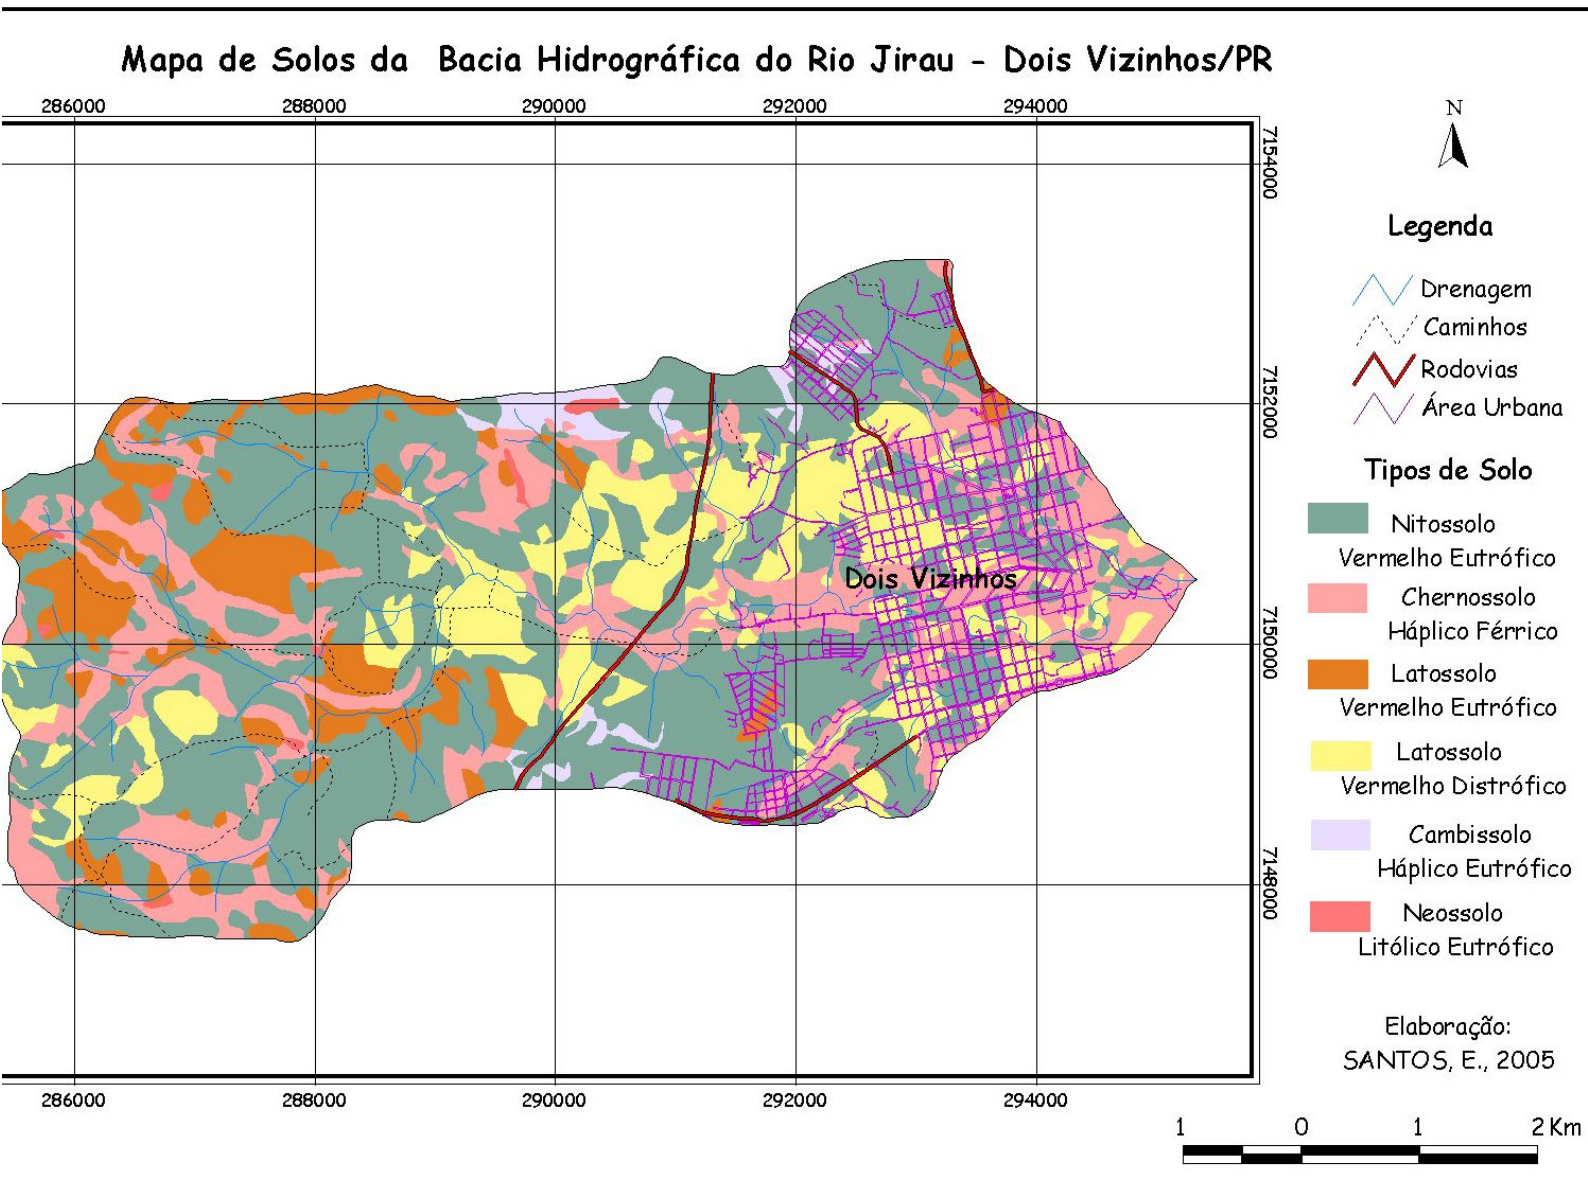 Mapa de Solos da Bacia Hidrográfica do Rio Jirau - Dois Vizinhos/PR
286000 288000 290000 292000 294000
7154000
7152000
7150000
7148000
Dois Vizinhos
286000 288000 290000 292000 294000
N
Legenda
Drenagem
Caminhos
Rodovias
Área Urbana
Tipos de Solo
Nitossolo
Vermelho Eutrófico
Chernossolo
Háplico Férrico
Latossolo
Vermelho Eutrófico
Latossolo
Vermelho Distrófico
Cambissolo
Háplico Eutrófico
Neossolo
Litólico Eutrófico
Elaboração:
SANTOS, E., 2005
1 0 1 2 Km